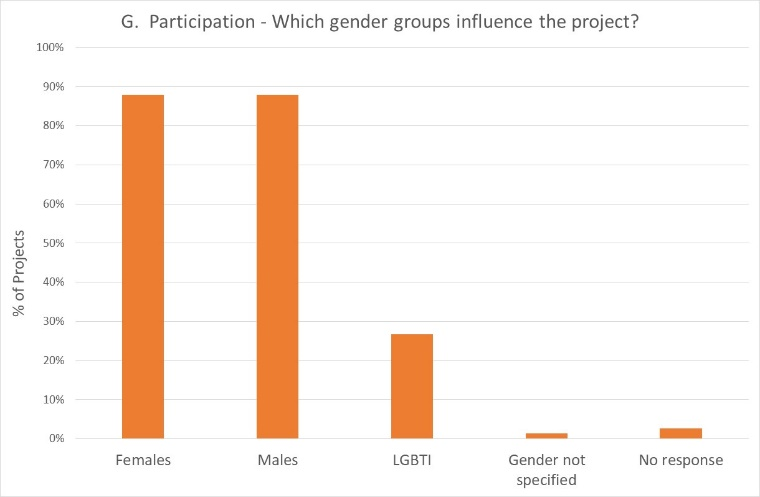 G.  Participation - Which gender groups influence the project?
100%
90%
80%
70%
60%
50%
40%
30%
20%
10%
0%
% of Projects
Females
Males
LGBTI
Gender not
specified
No response